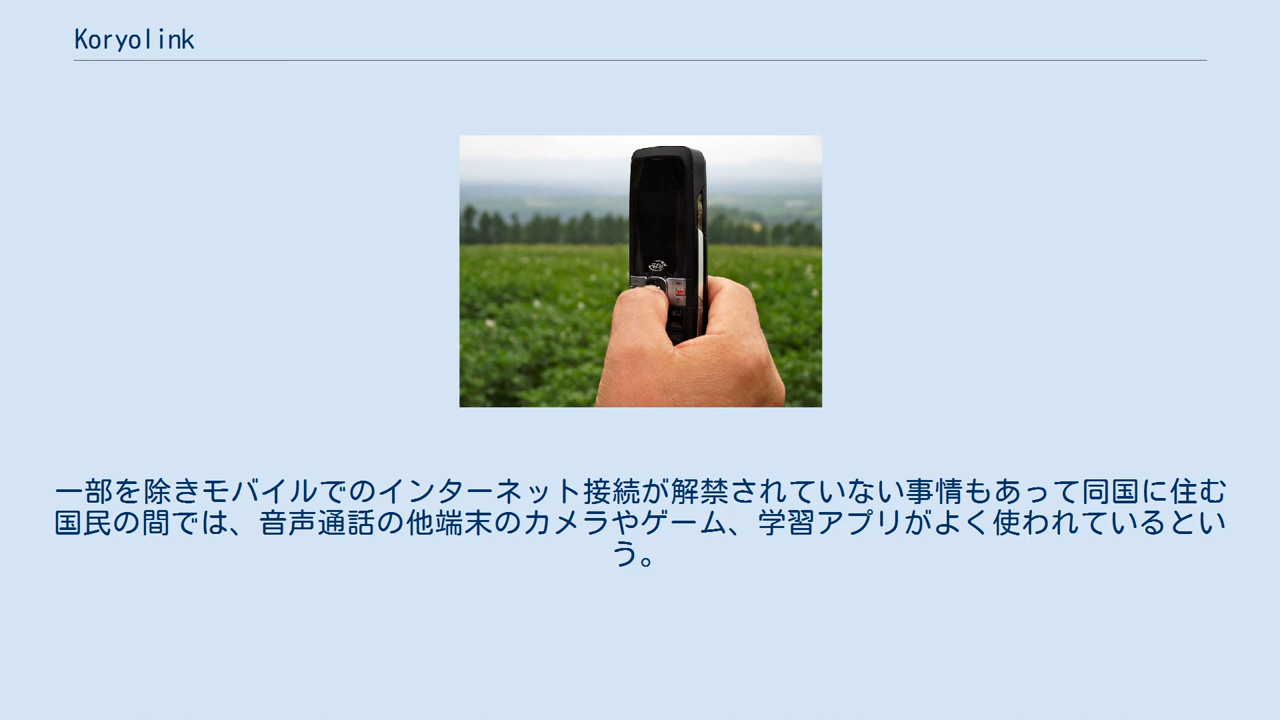 Koryolink
一部を除きモバイルでのインターネット接続が解禁されていない事情もあって同国に住む
国民の間では、音声通話の他端末のカメラやゲーム、学習アプリがよく使われているとい
う。